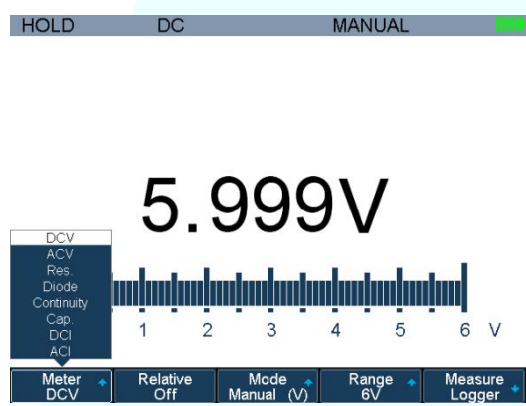 HOLD DC MANUAL
5.999V
DCV
ACV
Res.
Diode
Continuity
Cap.
DCI
ACI
1 2 3 4 5 6 V
Meter DCV
Relative Off
Mode Manual (V)
Range 6V
Measure Logger